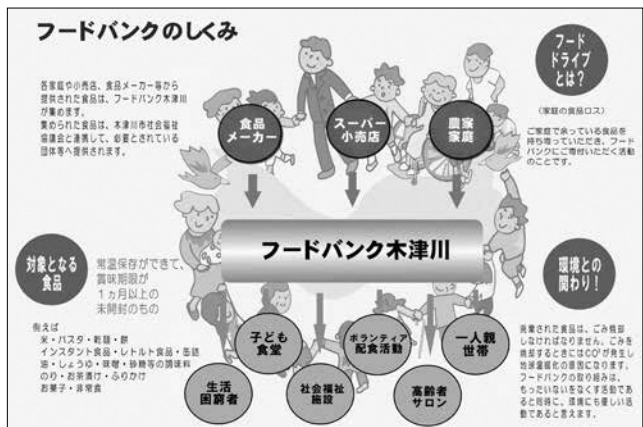 フードバンクのしくみ
各家庭や小売店、食品メーカー等から
提供された食品は、フードバンク木津川
が集めます。
集められた食品は、木津川市社会福祉
協議会と連携して、必要とされている
団体等へ提供されます。
食品
メーカー
スーパー
小売店
農家
家庭
フード
ドライブ
とは？
（家庭の食品ロス）
ご家庭で余っている食品を
持ち寄っていただき、フード
バンクにご寄付いただく活動
のことです。
フードバンク木津川
対象となる
食品
常温保存ができて、
賞味期限が
１ヵ月以上の
未開封のもの
例えば
米・パスタ・乾麺・餅
インスタント食品・レトルト食品・缶詰
油・しょうゆ・味噌・砂糖等の調味料
のり・お茶漬け・ふりかけ
お菓子・非常食
子ども
食堂
ボランティア
配食活動
一人親
世帯
生活
困窮者
社会福祉
施設
高齢者
サロン
環境との
関わり！
廃棄された食品は、ごみ焼却
しなければなりません。ごみを
焼却するときにはCO²が発生し
地球温暖化の原因になります。
フードバンクの取り組みは、
もったいないをなくす活動であ
ると同時に、環境にも優しい活
動であると言えます。